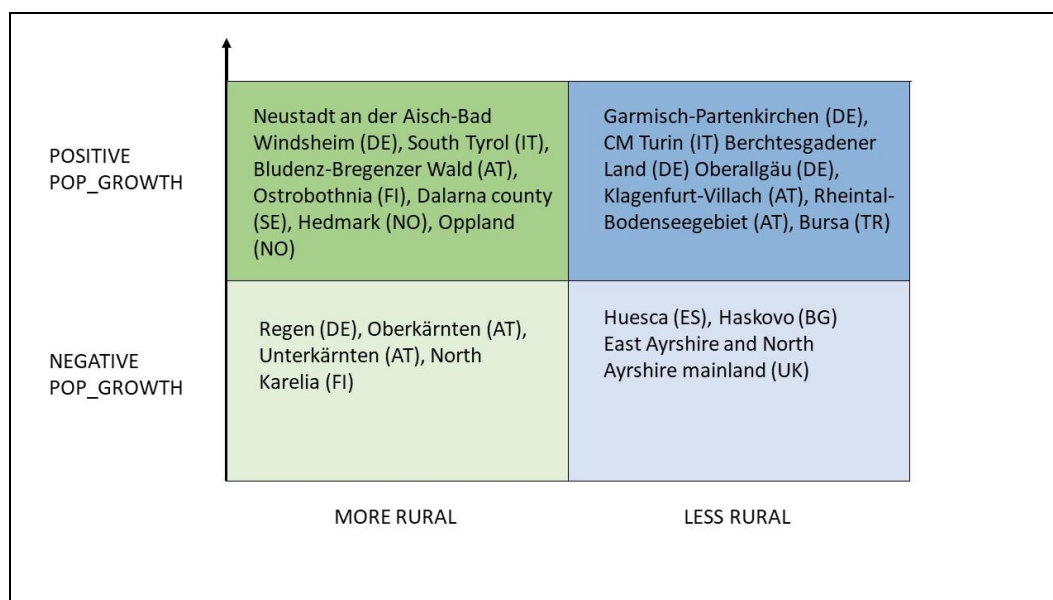 POSITIVE
POP_GROWTH
Neustadt an der Aisch-Bad
Windsheim (DE), South Tyrol (IT),
Bludenz-Bregenzer Wald (AT),
Ostrobothnia (FI), Dalarna county
(SE), Hedmark (NO), Oppland
(NO)
Garmisch-Partenkirchen (DE),
CM Turin (IT) Berchtesgadener
Land (DE) Oberallgäu (DE),
Klagenfurt-Villach (AT), Rheintal-
Bodenseegebiet (AT), Bursa (TR)
NEGATIVE
POP_GROWTH
Regen (DE), Oberkärnten (AT),
Unterkärnten (AT), North
Karelia (FI)
Huesca (ES), Haskovo (BG)
East Ayrshire and North
Ayrshire mainland (UK)
MORE RURAL
LESS RURAL